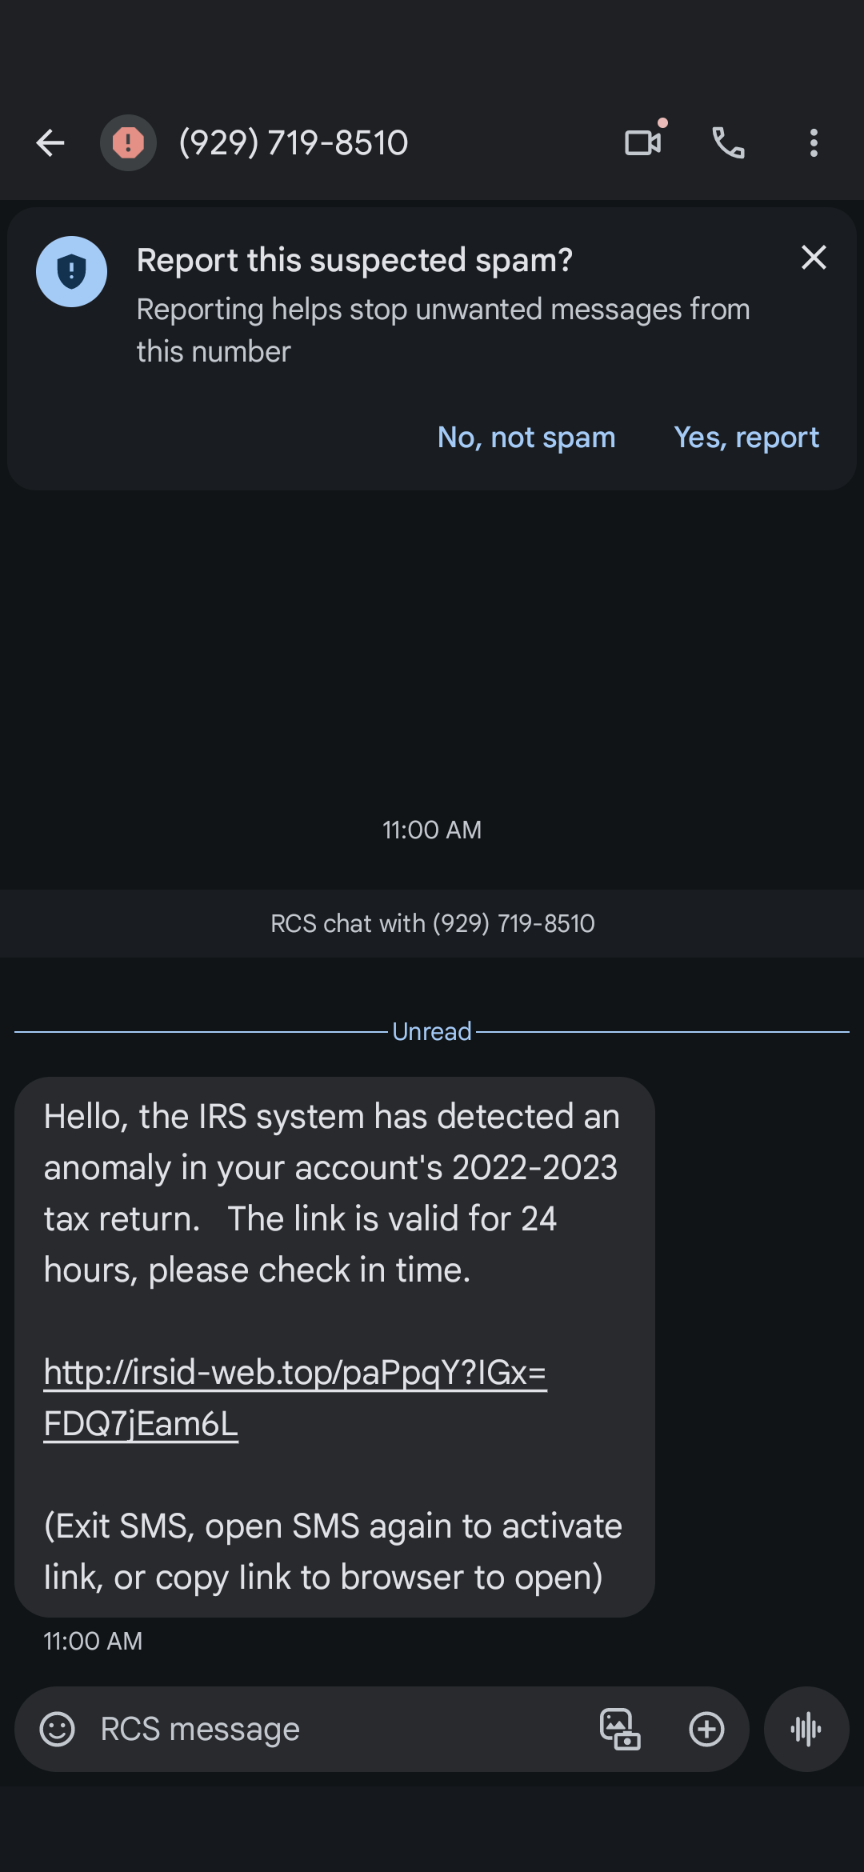 (929) 719-8510
Report this suspected spam?
Reporting helps stop unwanted messages from
this number
No, not spam
Yes, report
11:00 AM
RCS chat with (929) 719-8510
Unread
Hello, the IRS system has detected an
anomaly in your account's 2022-2023
tax return.   The link is valid for 24
hours, please check in time.
http://irsid-web.top/paPpqY?IGx=
FDQ7jEam6L
(Exit SMS, open SMS again to activate
Iink, or copy Iink to browser to open)
11:00 AM
RCS message